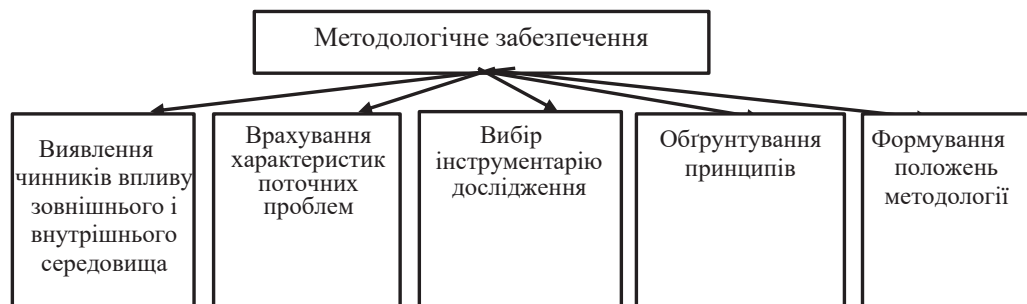 Методологічне забезпечення
Виявлення
чинників впливу
зовнішнього і
внутрішнього
середовища
Врахування
характеристик
поточних
проблем
Вибір
інструментарію
дослідження
Обґрунтування
принципів
Формування
положень
методології